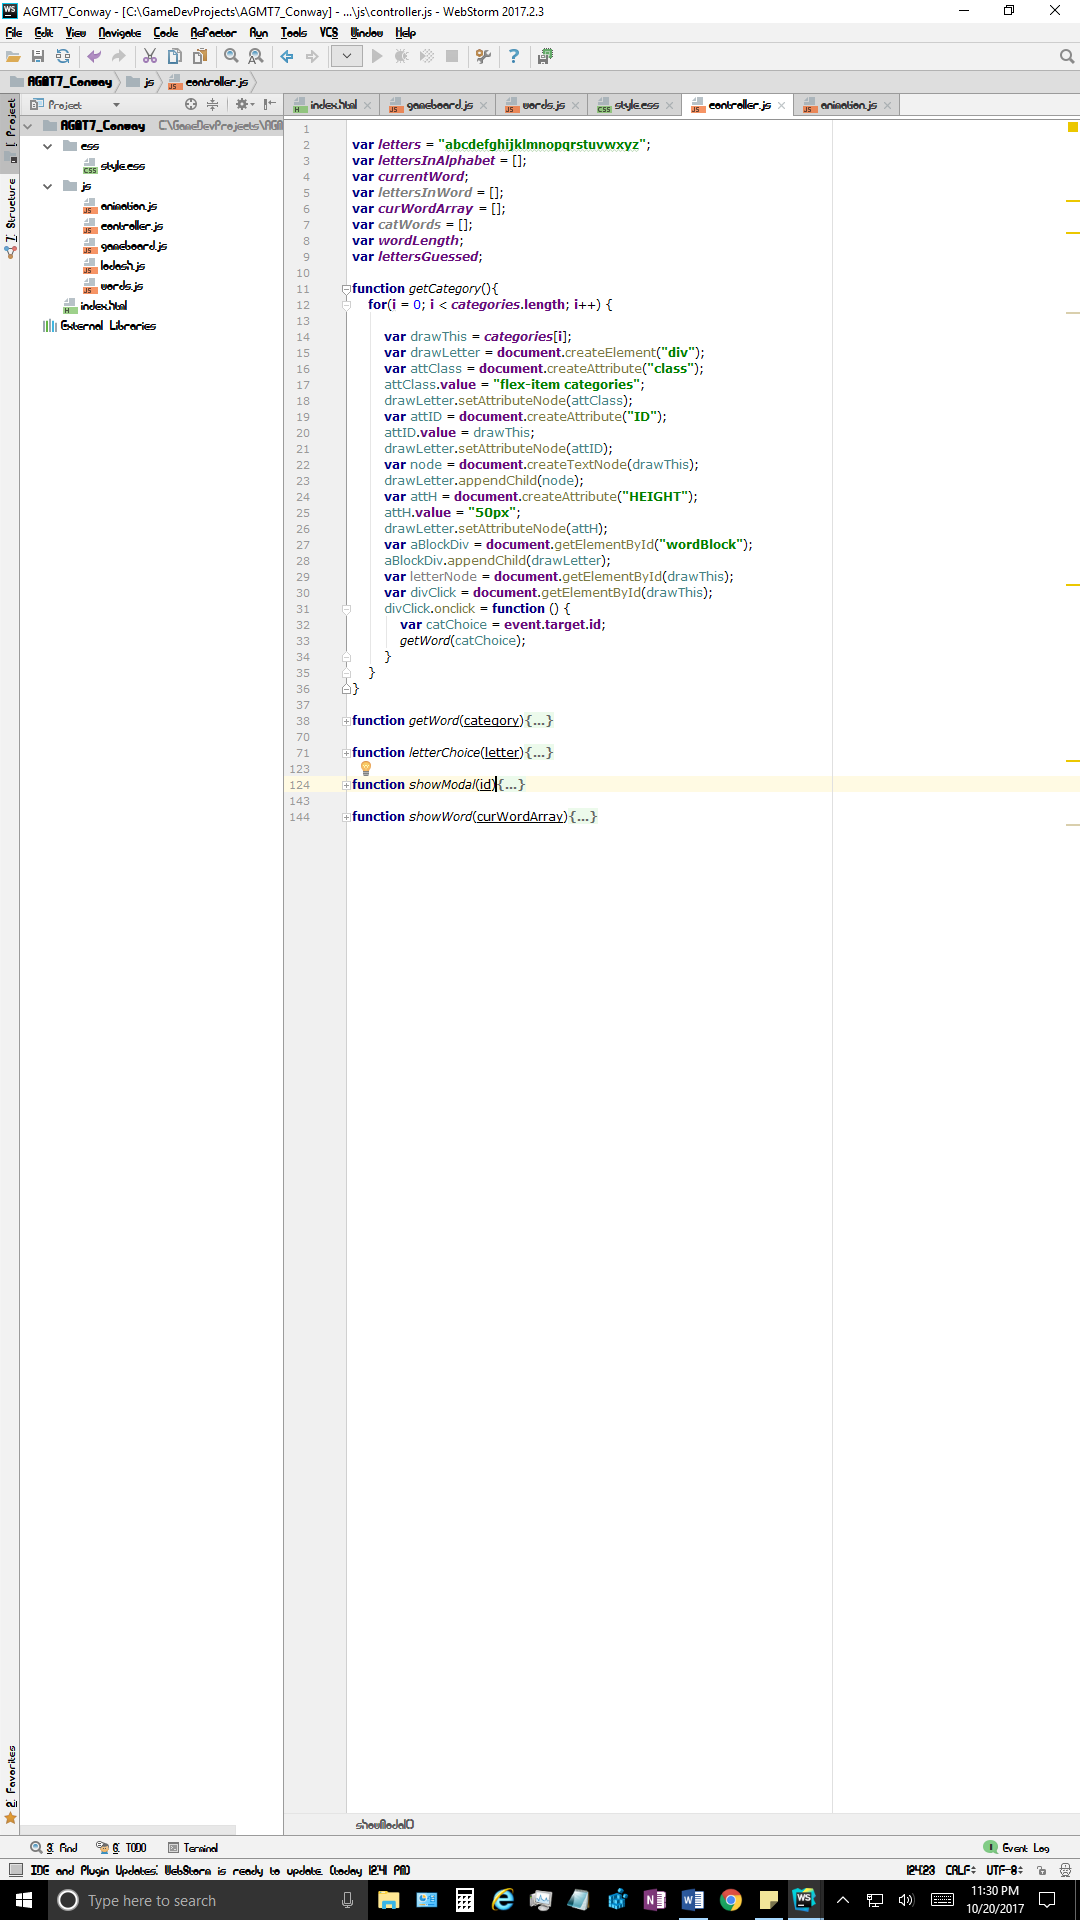 AGMT7_Conway - [C:\GameDevProjects\AGMT7_Conway] - ...\js\controller.js - WebStorm 2017.2.3
File Edit View Navigate Code Refactor Run Tools VCS Window Help
AGMT7_Conway js controller.js
Project index.html gameboard.js words.js style.css controller.js animation.js
1: Project
7: Structure
2: Favorites
AGMT7_Conway C:\GameDevProjects\AGM
css
style.css
js
animation.js
controller.js
gameboard.js
lodash.js
words.js
index.html
External Libraries
1
2 var letters = "abcdefghijklmnopqrstuvwxyz";
3 var lettersInAlphabet = [];
4 var currentWord;
5 var lettersInWord = [];
6 var curWordArray = [];
7 var catWords = [];
8 var wordLength;
9 var lettersGuessed;
10
11 function getCategory(){
12 for(i = 0; i < categories.length; i++) {
13
14 var drawThis = categories[i];
15 var drawLetter = document.createElement("div");
16 var attClass = document.createAttribute("class");
17 attClass.value = "flex-item categories";
18 drawLetter.setAttributeNode(attClass);
19 var attID = document.createAttribute("ID");
20 attID.value = drawThis;
21 drawLetter.setAttributeNode(attID);
22 var node = document.createTextNode(drawThis);
23 drawLetter.appendChild(node);
24 var attH = document.createAttribute("HEIGHT");
25 attH.value = "50px";
26 drawLetter.setAttributeNode(attH);
27 var aBlockDiv = document.getElementById("wordBlock");
28 aBlockDiv.appendChild(drawLetter);
29 var letterNode = document.getElementById(drawThis);
30 var divClick = document.getElementById(drawThis);
31 divClick.onclick = function () {
32 var catChoice = event.target.id;
33 getWord(catChoice);
34 }
35 }
36 }
37
38 function getWord(category){...}
70
71 function letterChoice(letter){...}
123
124 function showModal(id){...}
143
144 function showWord(curWordArray){...}
showModal()
3: Find 6: TODO Terminal Event Log
IDE and Plugin Updates: WebStorm is ready to update. (today 12:41 PM) 124:23 CRLF÷ UTF-8÷
Type here to search
11:30 PM
10/20/2017